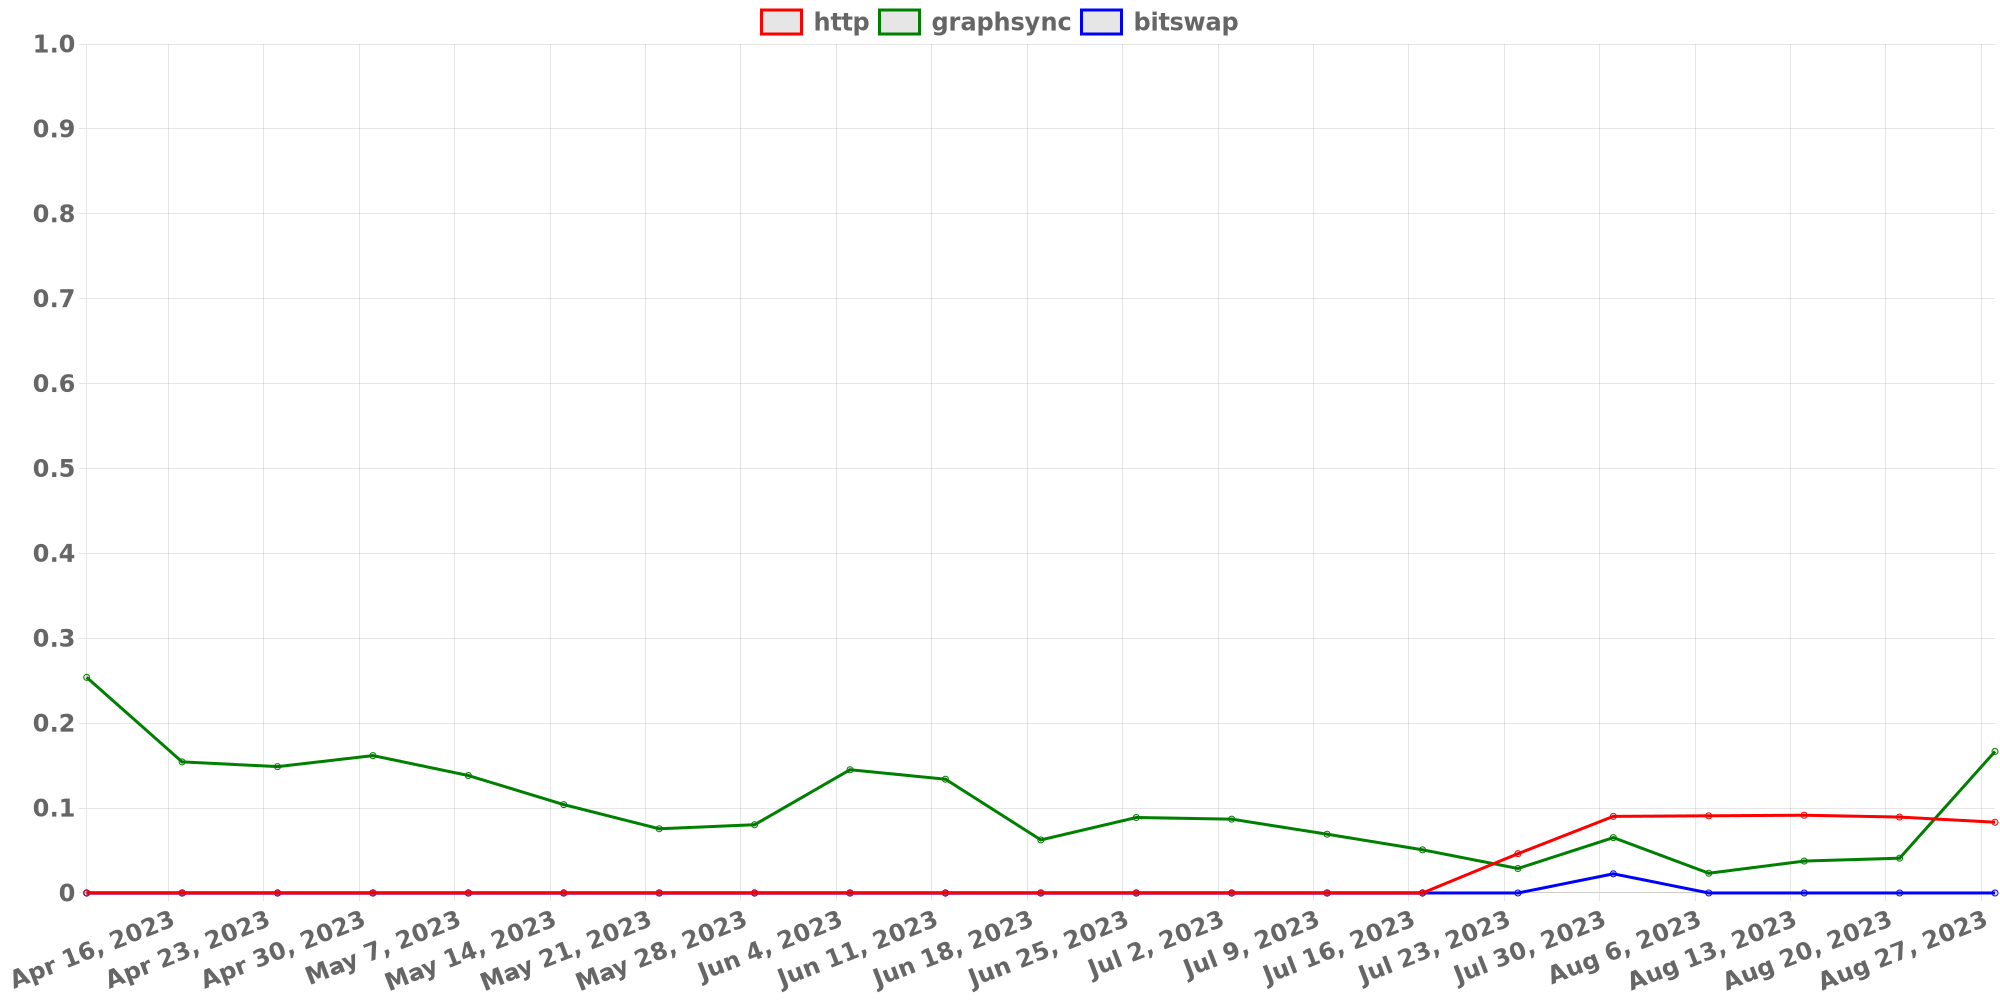 http graphsync bitswap
1.0
0.9
0.8
0.7
0.6
0.5
0.4
0.3
0.2
0.1
0
Apr 16, 2023
Apr 23, 2023
Apr 30, 2023
May 7, 2023
May 14, 2023
May 21, 2023
May 28, 2023
Jun 4, 2023
Jun 11, 2023
Jun 18, 2023
Jun 25, 2023
Jul 2, 2023
Jul 9, 2023
Jul 16, 2023
Jul 23, 2023
Jul 30, 2023
Aug 6, 2023
Aug 13, 2023
Aug 20, 2023
Aug 27, 2023